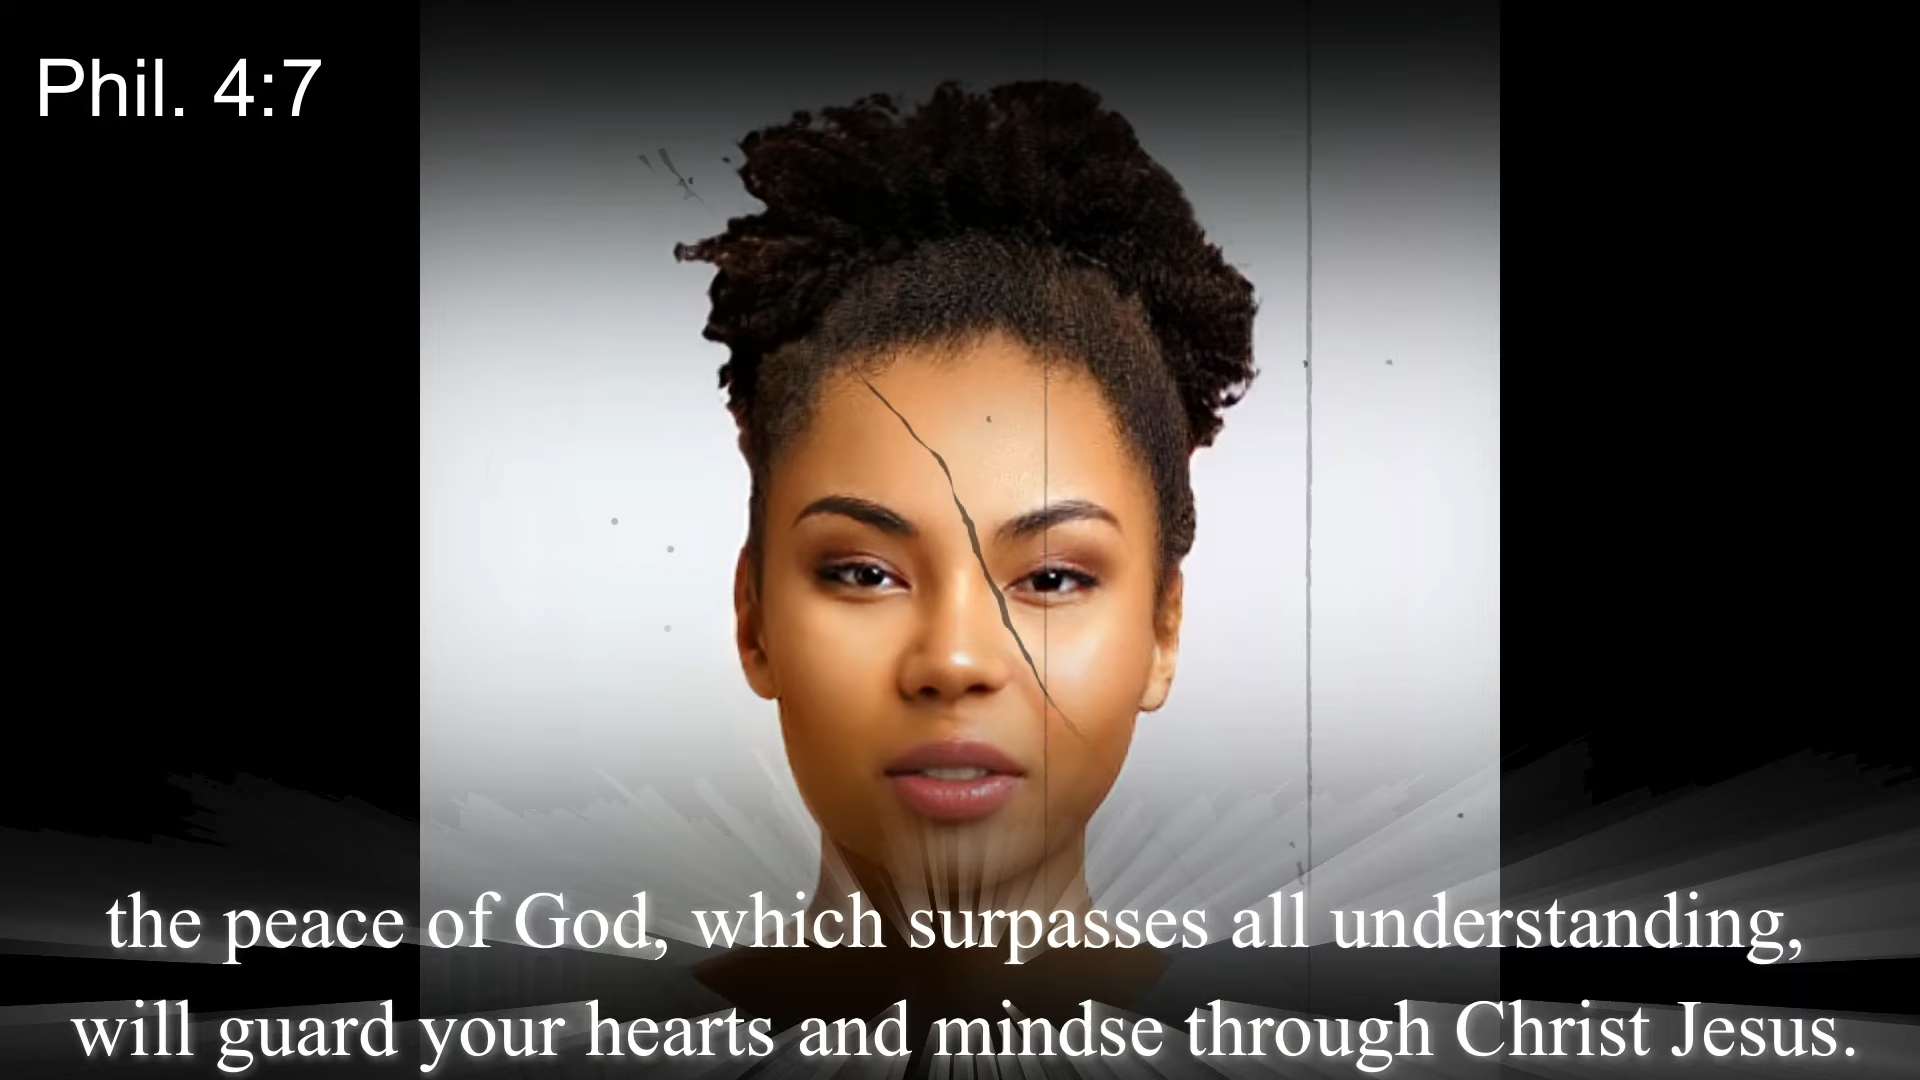 Phil. 4:7
the peace of God, which surpasses all understanding,
will guard your hearts and mindse through Christ Jesus.